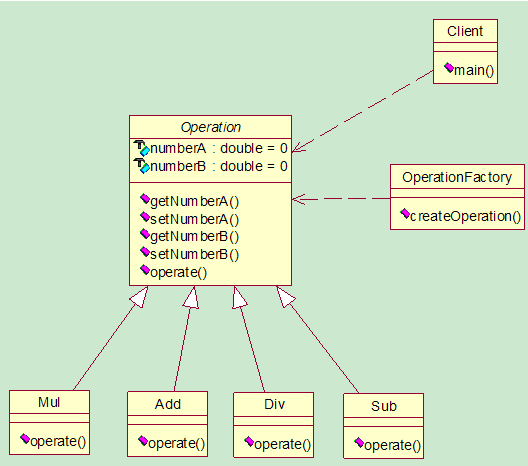 Client
main()
Operation
numberA : double = 0
numberB : double = 0
getNumberA()
setNumberA()
getNumberB()
setNumberB()
operate()
OperationFactory
createOperation()
Mul
operate()
Add
operate()
Div
operate()
Sub
operate()